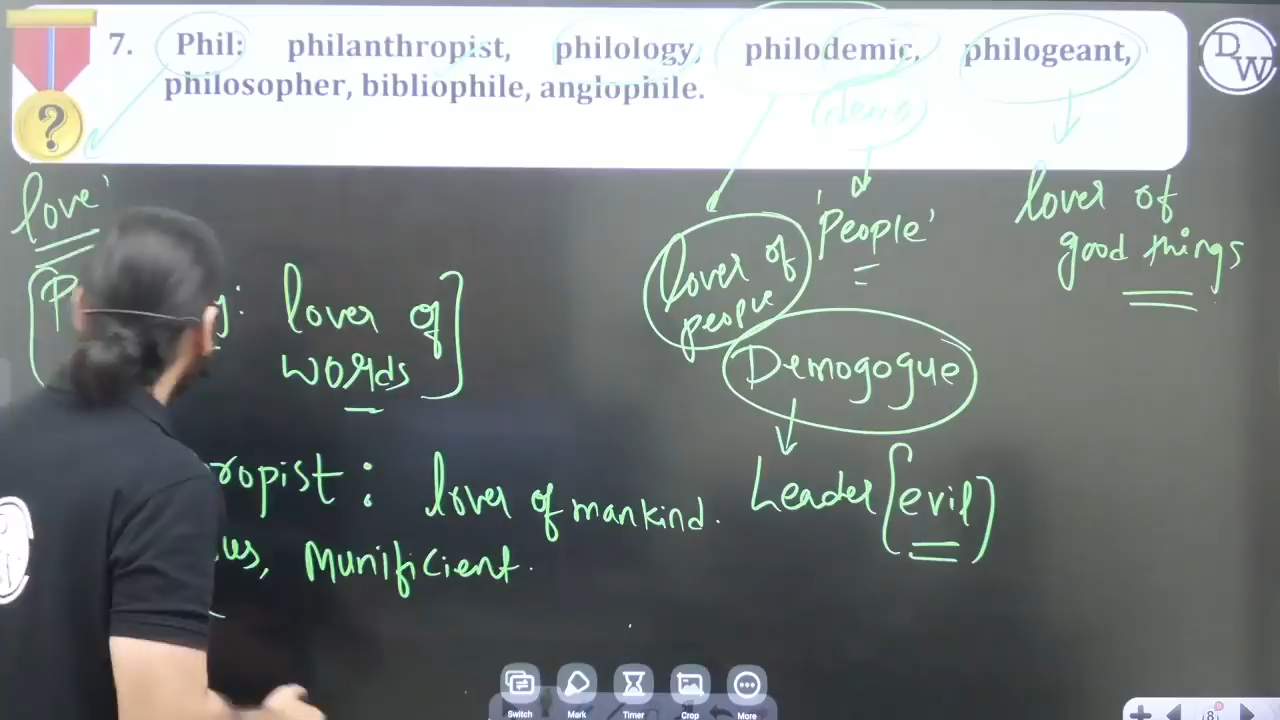 7. Phil: philanthropist, philology, philodemic, philogeant,
philosopher, bibliophile, anglophile.
DW
demo
'love'
'People'
lover of
good things
lover of
people
lover of
words
Demogogue
ropist : lover of mankind.
Leader (evil)
Munificient.
Switch Mark Timer Crop More
8